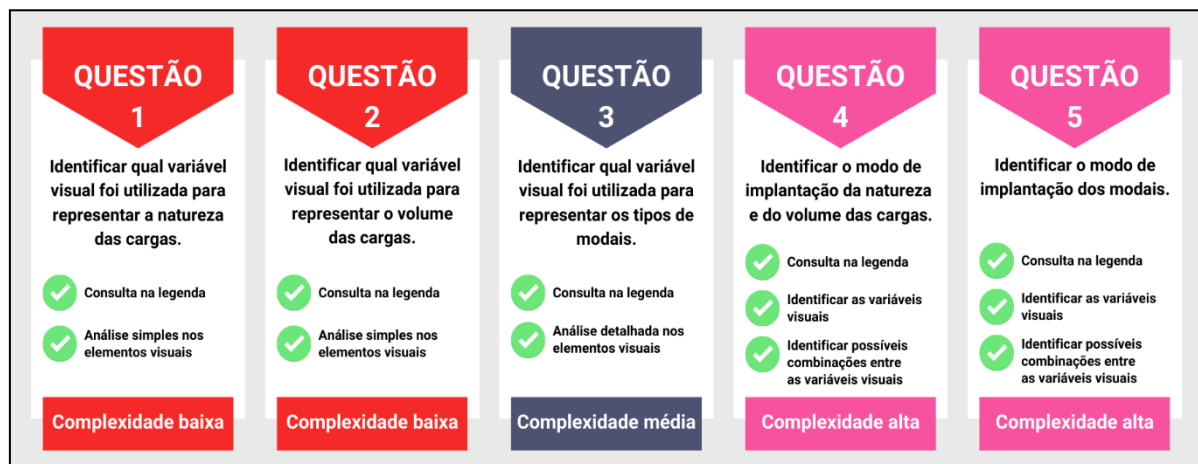 QUESTÃO
1
Identificar qual variável
visual foi utilizada para
representar a natureza
das cargas.
Consulta na legenda
Análise simples nos
elementos visuais
Complexidade baixa
QUESTÃO
2
Identificar qual variável
visual foi utilizada para
representar o volume
das cargas.
Consulta na legenda
Análise simples nos
elementos visuais
Complexidade baixa
QUESTÃO
3
Identificar qual variável
visual foi utilizada para
representar os tipos de
modais.
Consulta na legenda
Análise detalhada nos
elementos visuais
Complexidade média
QUESTÃO
4
Identificar o modo de
implantação da natureza
e do volume das cargas.
Consulta na legenda
Identificar as variáveis
visuais
Identificar possíveis
combinações entre
as variáveis visuais
Complexidade alta
QUESTÃO
5
Identificar o modo de
implantação dos modais.
Consulta na legenda
Identificar as variáveis
visuais
Identificar possíveis
combinações entre
as variáveis visuais
Complexidade alta